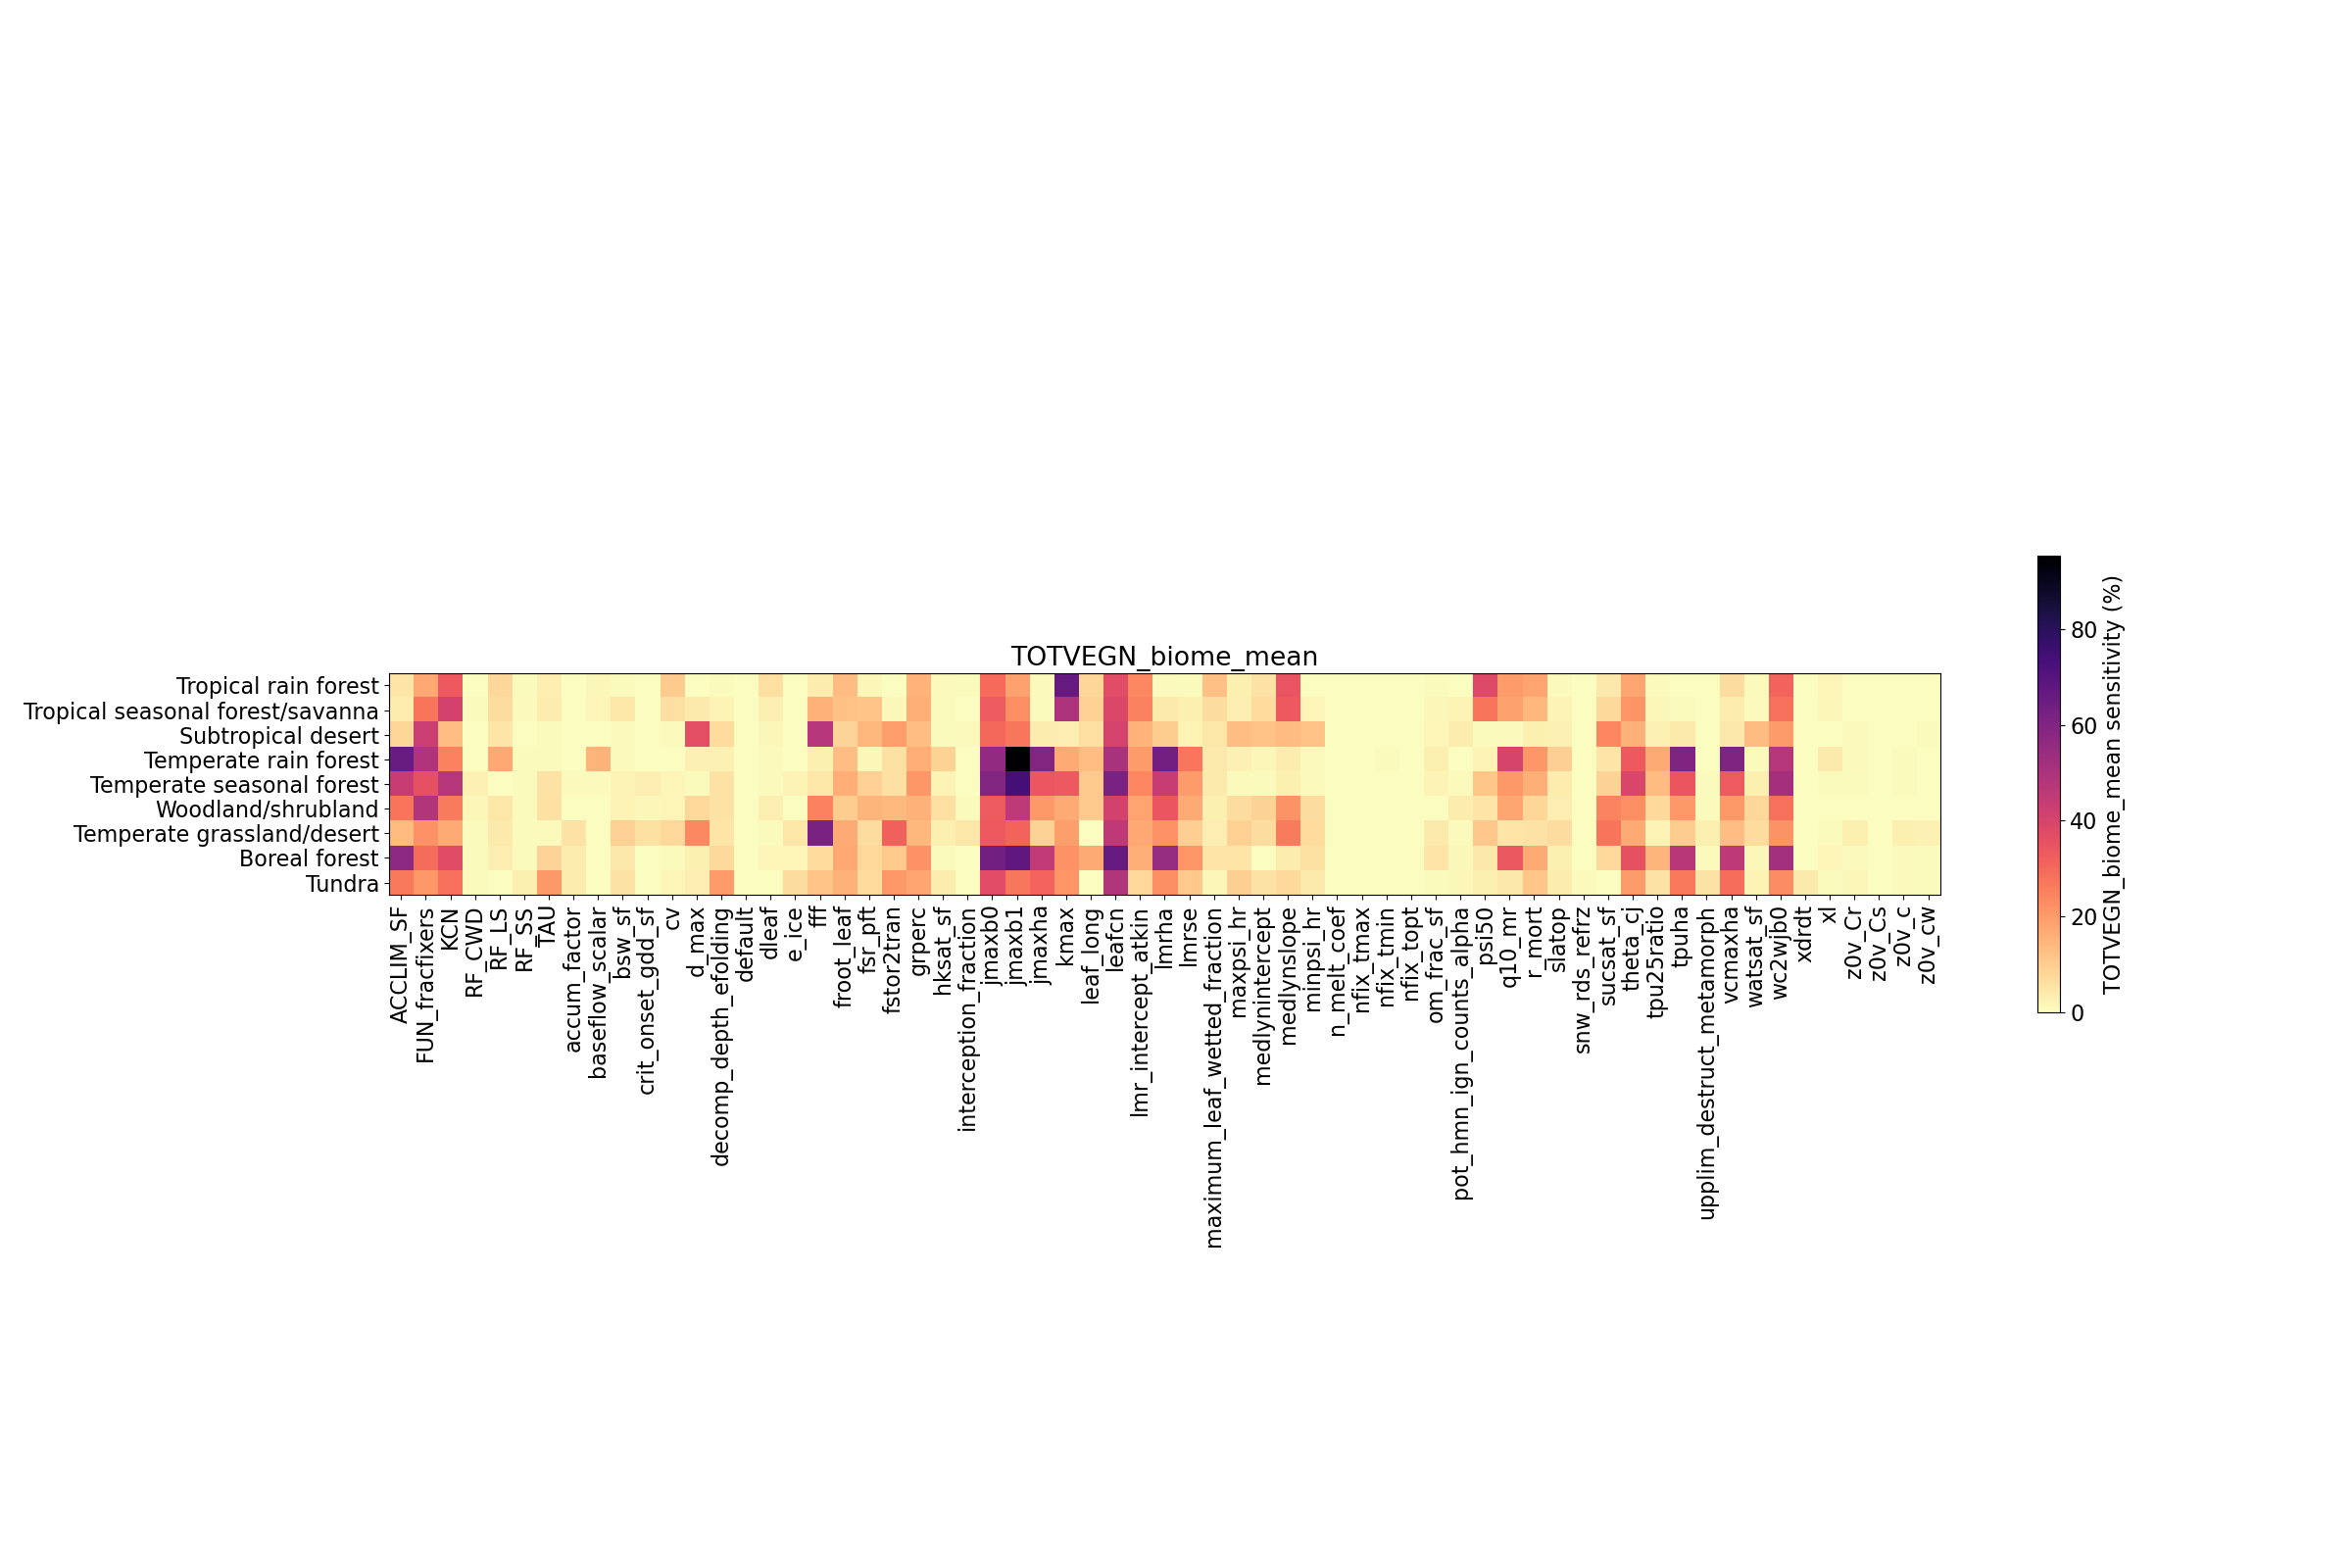 TOTVEGN_biome_mean
Tropical rain forest
Tropical seasonal forest/savanna
Subtropical desert
Temperate rain forest
Temperate seasonal forest
Woodland/shrubland
Temperate grassland/desert
Boreal forest
Tundra
ACCLIM_SF
FUN_fracfixers
KCN
RF_CWD
RF_LS
RF_SS
TAU
accum_factor
baseflow_scalar
bsw_sf
crit_onset_gdd_sf
cv
d_max
decomp_depth_efolding
default
dleaf
e_ice
fff
froot_leaf
fsr_pft
fstor2tran
grperc
hksat_sf
interception_fraction
jmaxb0
jmaxb1
jmaxha
kmax
leaf_long
leafcn
lmr_intercept_atkin
lmrha
lmrse
maximum_leaf_wetted_fraction
maxpsi_hr
medlynintercept
medlynslope
minpsi_hr
n_melt_coef
nfix_tmax
nfix_tmin
nfix_topt
om_frac_sf
pot_hmn_ign_counts_alpha
psi50
q10_mr
r_mort
slatop
snw_rds_refrz
sucsat_sf
theta_cj
tpu25ratio
tpuha
upplim_destruct_metamorph
vcmaxha
watsat_sf
wc2wjb0
xdrdt
xl
z0v_Cr
z0v_Cs
z0v_c
z0v_cw
80
60
40
20
0
TOTVEGN_biome_mean sensitivity (%)